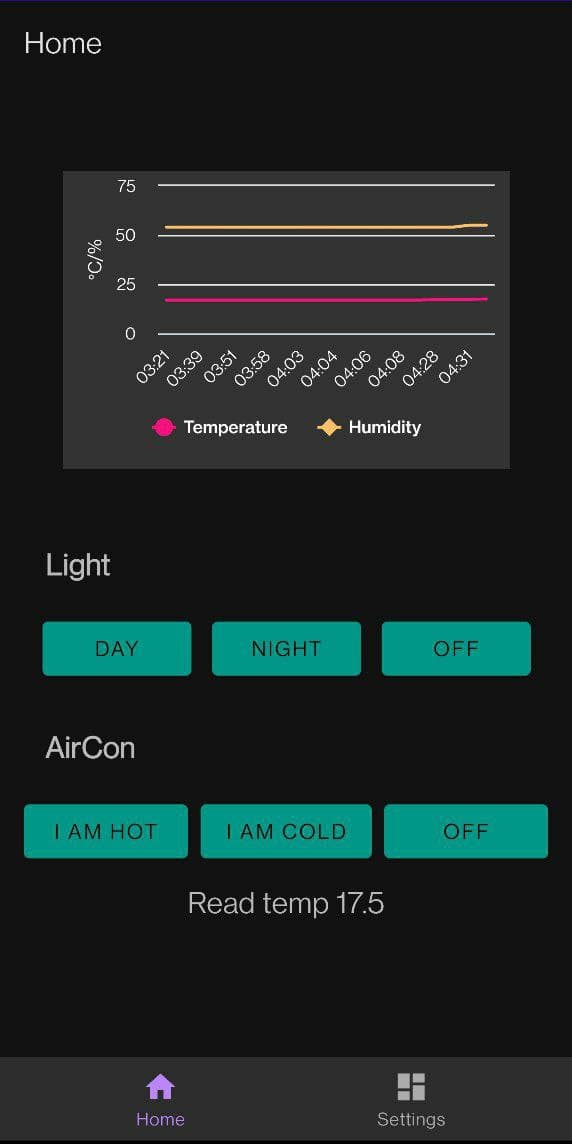 Home
75
50
25
0
°C/%
03:21 03:39 03:51 03:58 04:03 04:04 04:06 04:08 04:28 04:31
Temperature Humidity
Light
DAY NIGHT OFF
AirCon
I AM HOT I AM COLD OFF
Read temp 17.5
Home Settings